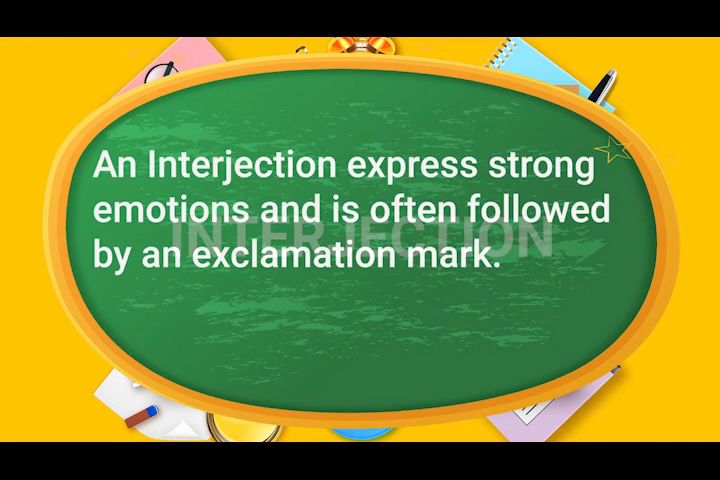 An Interjection express strong
emotions and is often followed
INTERJECTION
by an exclamation mark.